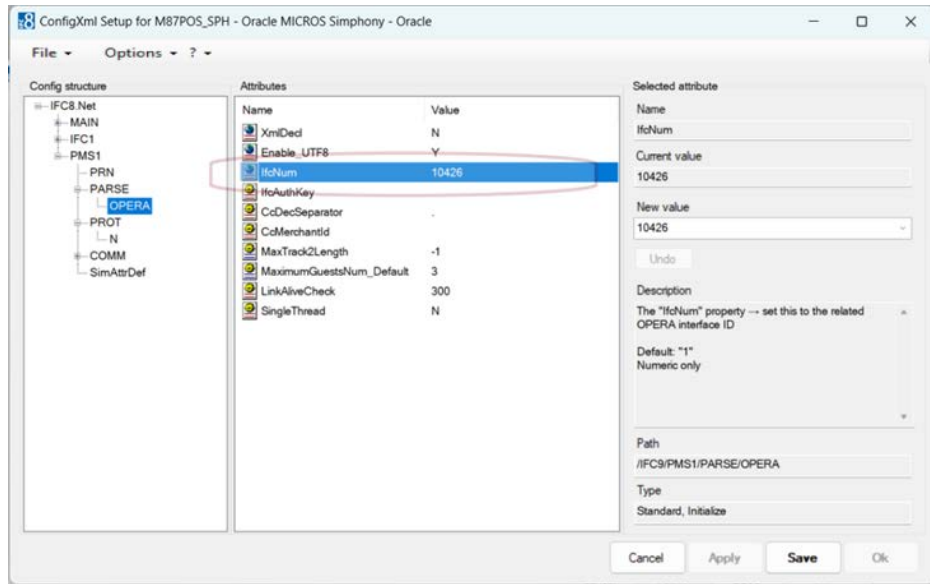 ConfigXml Setup for M87POS_SPH - Oracle MICROS Simphony - Oracle
File Options ?
Config structure
IFC8.Net
MAIN
IFC1
PMS1
PRN
PARSE
OPERA
PROT
N
COMM
SimAttrDef
Attributes
Name Value
XmlDecl N
Enable_UTF8 Y
IfcNum 10426
IfcAuthKey
CcDecSeparator .
CcMerchantId
MaxTrack2Length -1
MaximumGuestsNum_Default 3
LinkAliveCheck 300
SingleThread N
Selected attribute
Name
IfcNum
Current value
10426
New value
10426
Undo
Description
The "IfcNum" property → set this to the related
OPERA interface ID
Default: "1"
Numeric only
Path
/IFC9/PMS1/PARSE/OPERA
Type
Standard, Initialize
Cancel Apply Save Ok